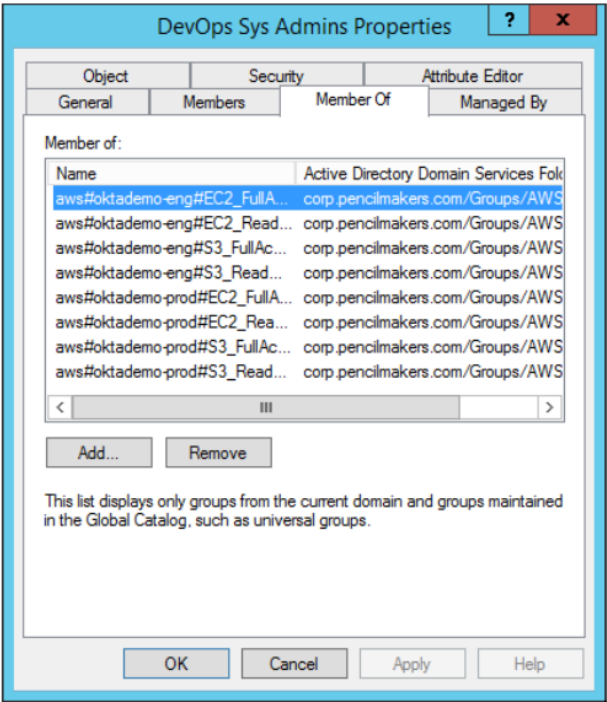 DevOps Sys Admins Properties
? x
Object Security Attribute Editor
General Members Member Of Managed By
Member of:
Name Active Directory Domain Services Fold
aws#oktademo-eng#EC2_FullA... corp.pencilmakers.com/Groups/AWS
aws#oktademo-eng#EC2_Read... corp.pencilmakers.com/Groups/AWS
aws#oktademo-eng#S3_FullAc... corp.pencilmakers.com/Groups/AWS
aws#oktademo-eng#S3_Read... corp.pencilmakers.com/Groups/AWS
aws#oktademo-prod#EC2_FullA... corp.pencilmakers.com/Groups/AWS
aws#oktademo-prod#EC2_Rea... corp.pencilmakers.com/Groups/AWS
aws#oktademo-prod#S3_FullAc... corp.pencilmakers.com/Groups/AWS
aws#oktademo-prod#S3_Read... corp.pencilmakers.com/Groups/AWS
Add... Remove
This list displays only groups from the current domain and groups maintained
in the Global Catalog, such as universal groups.
OK Cancel Apply Help